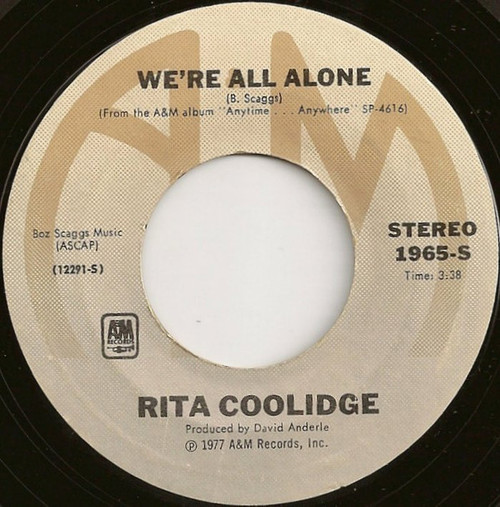 WE'RE ALL ALONE
(B. Scaggs)
(From the A&M album "Anytime . . . Anywhere" SP-4616)
Boz Scaggs Music
(ASCAP)
(12291-S)
STEREO
1965-S
Time: 3:38
A&M
RECORDS
RITA COOLIDGE
Produced by David Anderle
℗ 1977 A&M Records, Inc.